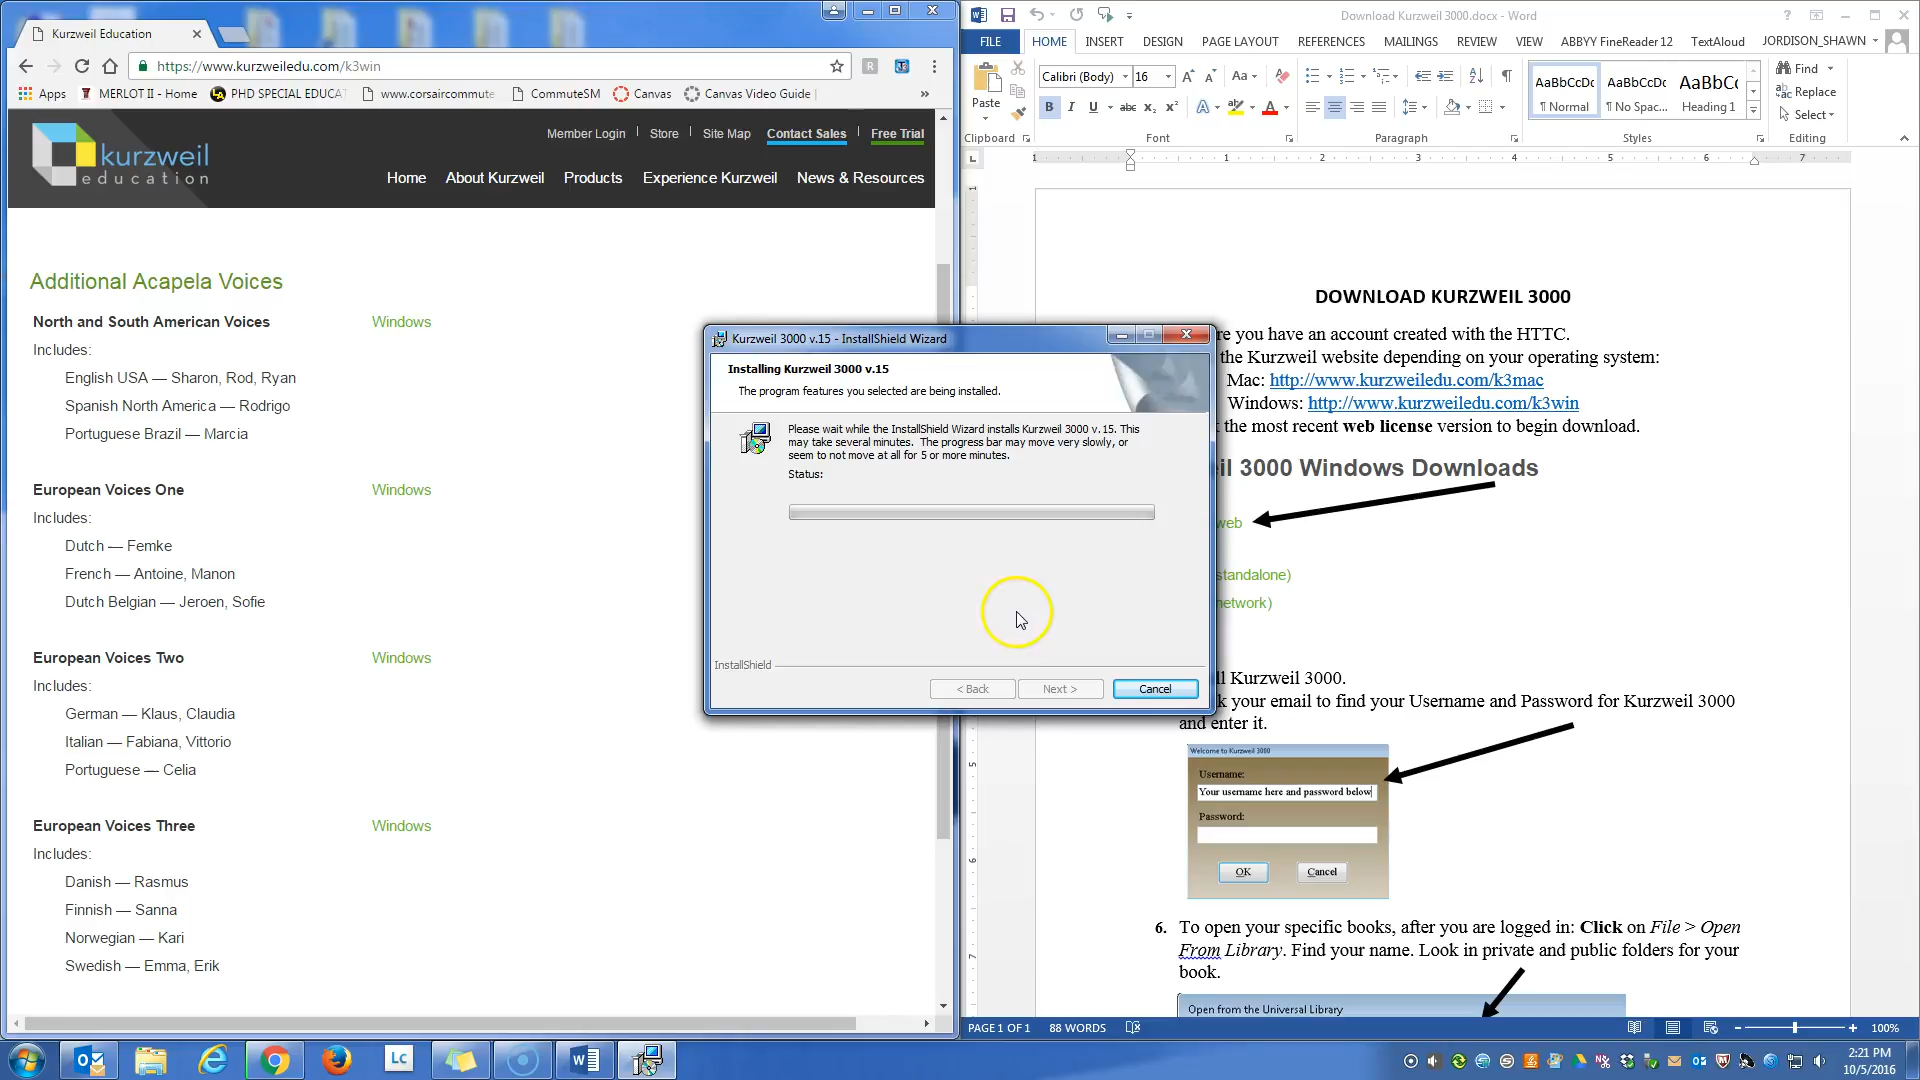 Kurzweil Education
https://www.kurzweiledu.com/k3win
Apps
MERLOT II - Home
PHD SPECIAL EDUCAT
www.corsaircommute
CommuteSM
Canvas
Canvas Video Guide
»
kurzweil
education
Member Login
Store
Site Map
Contact Sales
Free Trial
Home
About Kurzweil
Products
Experience Kurzweil
News & Resources
Additional Acapela Voices
North and South American Voices Windows
Includes:
English USA — Sharon, Rod, Ryan
Spanish North America — Rodrigo
Portuguese Brazil — Marcia
European Voices One Windows
Includes:
Dutch — Femke
French — Antoine, Manon
Dutch Belgian — Jeroen, Sofie
European Voices Two Windows
Includes:
German — Klaus, Claudia
Italian — Fabiana, Vittorio
Portuguese — Celia
European Voices Three Windows
Includes:
Danish — Rasmus
Finnish — Sanna
Norwegian — Kari
Swedish — Emma, Erik
Kurzweil 3000 v.15 - InstallShield Wizard
Installing Kurzweil 3000 v.15
The program features you selected are being installed.
Please wait while the InstallShield Wizard installs Kurzweil 3000 v.15. This
may take several minutes. The progress bar may move very slowly, or
seem to not move at all for 5 or more minutes.
Status:
InstallShield
< Back
Next >
Cancel
Download Kurzweil 3000.docx - Word
FILE
HOME
INSERT
DESIGN
PAGE LAYOUT
REFERENCES
MAILINGS
REVIEW
VIEW
ABBYY FineReader 12
TextAloud
JORDISON_SHAWN
Paste
Calibri (Body)
16
AaBbCcDc
AaBbCcDc
AaBbC
¶ Normal
¶ No Spac...
Heading 1
Find
Replace
Select
Clipboard
Font
Paragraph
Styles
Editing
DOWNLOAD KURZWEIL 3000
re you have an account created with the HTTC.
the Kurzweil website depending on your operating system:
Mac: http://www.kurzweiledu.com/k3mac
Windows: http://www.kurzweiledu.com/k3win
the most recent web license version to begin download.
3000 Windows Downloads
web
standalone)
network)
Kurzweil 3000.
your email to find your Username and Password for Kurzweil 3000
and enter it.
Welcome to Kurzweil 3000
Username:
Your username here and password below
Password:
OK
Cancel
6. To open your specific books, after you are logged in: Click on File > Open
From Library. Find your name. Look in private and public folders for your
book.
Open from the Universal Library
PAGE 1 OF 1
88 WORDS
100%
Lc
2:21 PM
10/5/2016